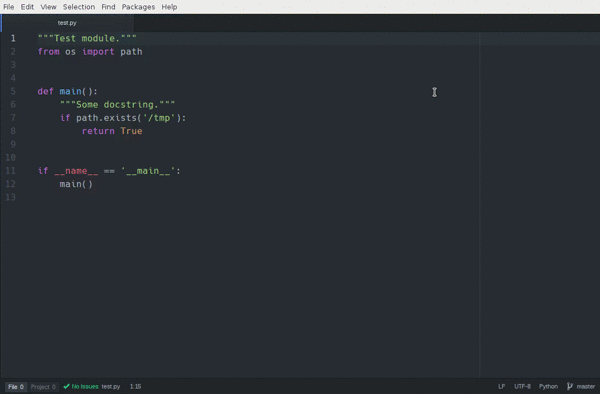 File Edit View Selection Find Packages Help
test.py
1 """Test module."""
2 from os import path
3
4
5 def main():
6     """Some docstring."""
7     if path.exists('/tmp'):
8         return True
9
10
11 if __name__ == '__main__':
12     main()
13
File 0 Project 0 No Issues test.py 1:15 LF UTF-8 Python master